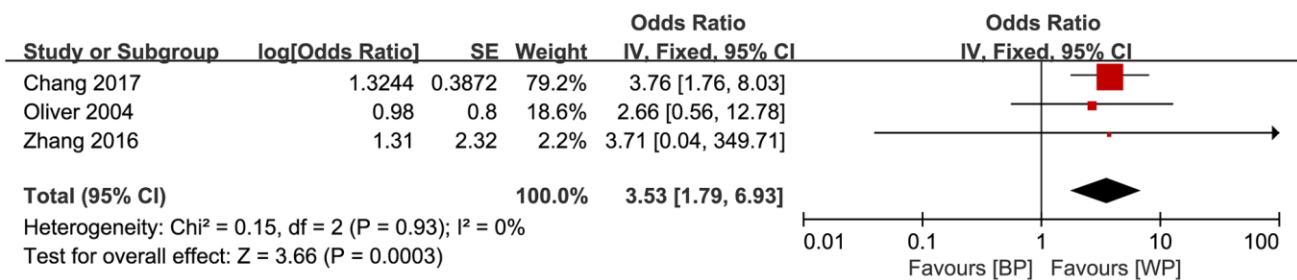 Odds Ratio Odds Ratio
Study or Subgroup log[Odds Ratio] SE Weight IV, Fixed, 95% CI IV, Fixed, 95% CI
Chang 2017 1.3244 0.3872 79.2% 3.76 [1.76, 8.03]
Oliver 2004 0.98 0.8 18.6% 2.66 [0.56, 12.78]
Zhang 2016 1.31 2.32 2.2% 3.71 [0.04, 349.71]
Total (95% CI) 100.0% 3.53 [1.79, 6.93]
Heterogeneity: Chi² = 0.15, df = 2 (P = 0.93); I² = 0%
Test for overall effect: Z = 3.66 (P = 0.0003)
0.01 0.1 1 10 100
Favours [BP] Favours [WP]